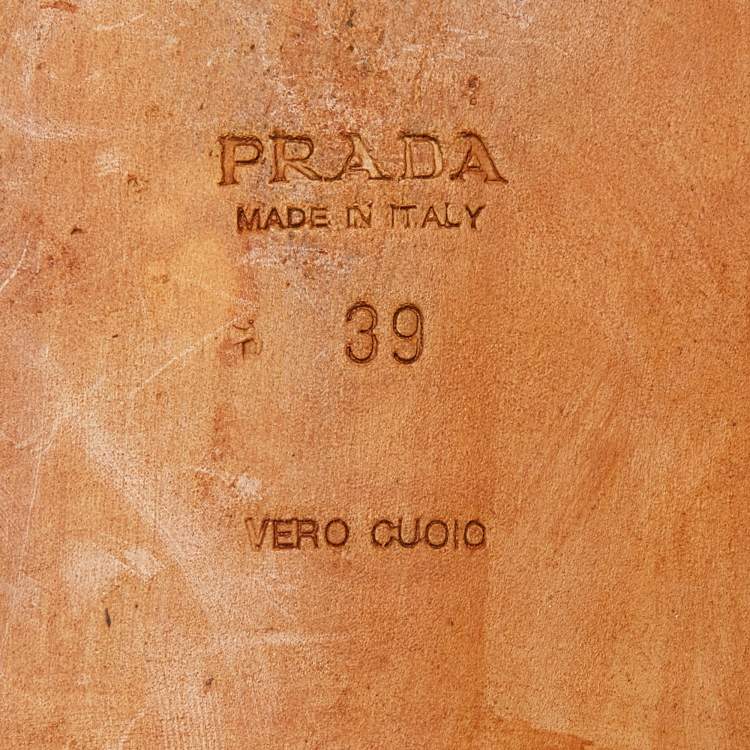 PRADA
MADE IN ITALY
39
VERO CUOIO